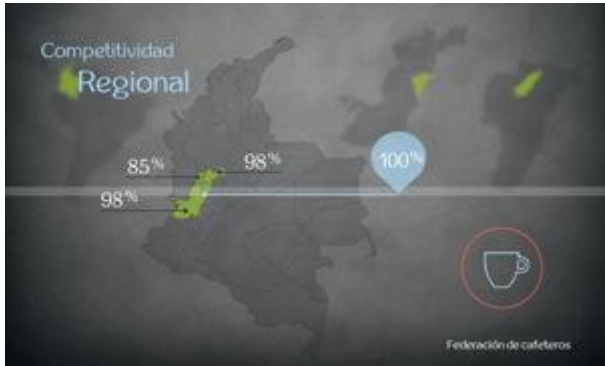 Competitividad
Regional
85%
98%
100%
98%
Federación de cafeteros